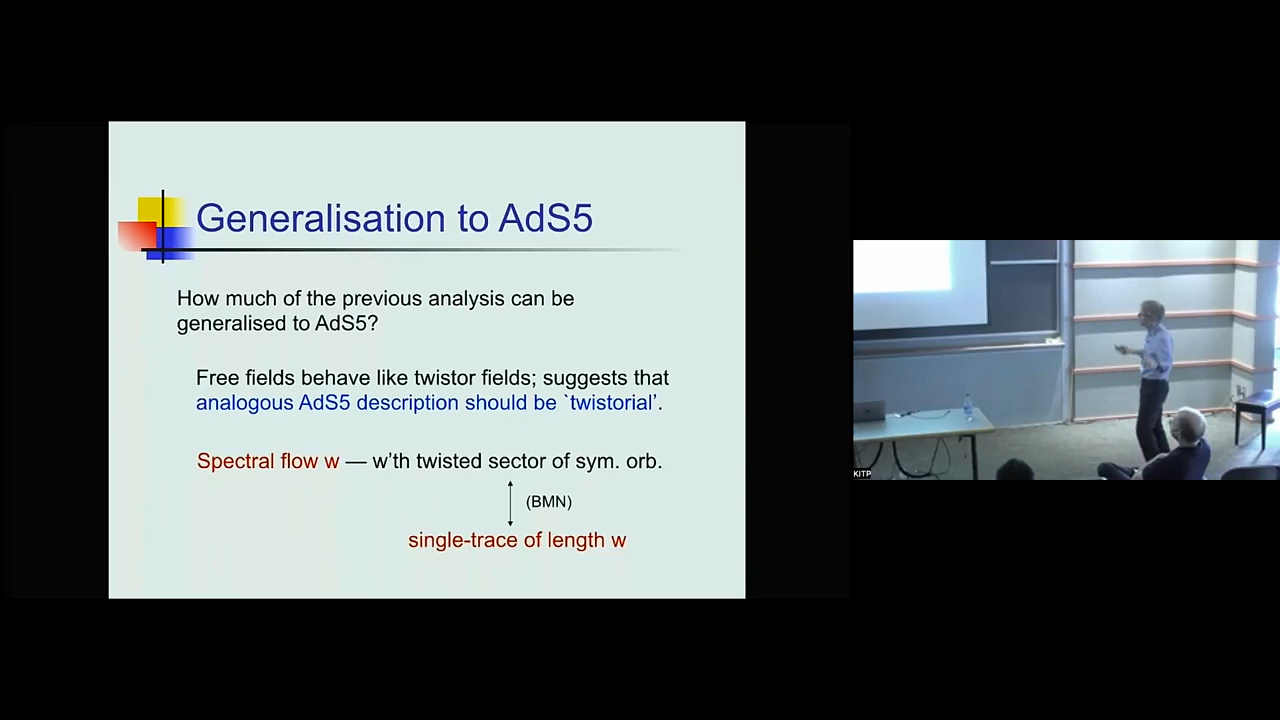 Generalisation to AdS5
How much of the previous analysis can be
generalised to AdS5?
Free fields behave like twistor fields; suggests that
analogous AdS5 description should be `twistorial'.
Spectral flow w — w'th twisted sector of sym. orb.
(BMN)
single-trace of length w
KITP